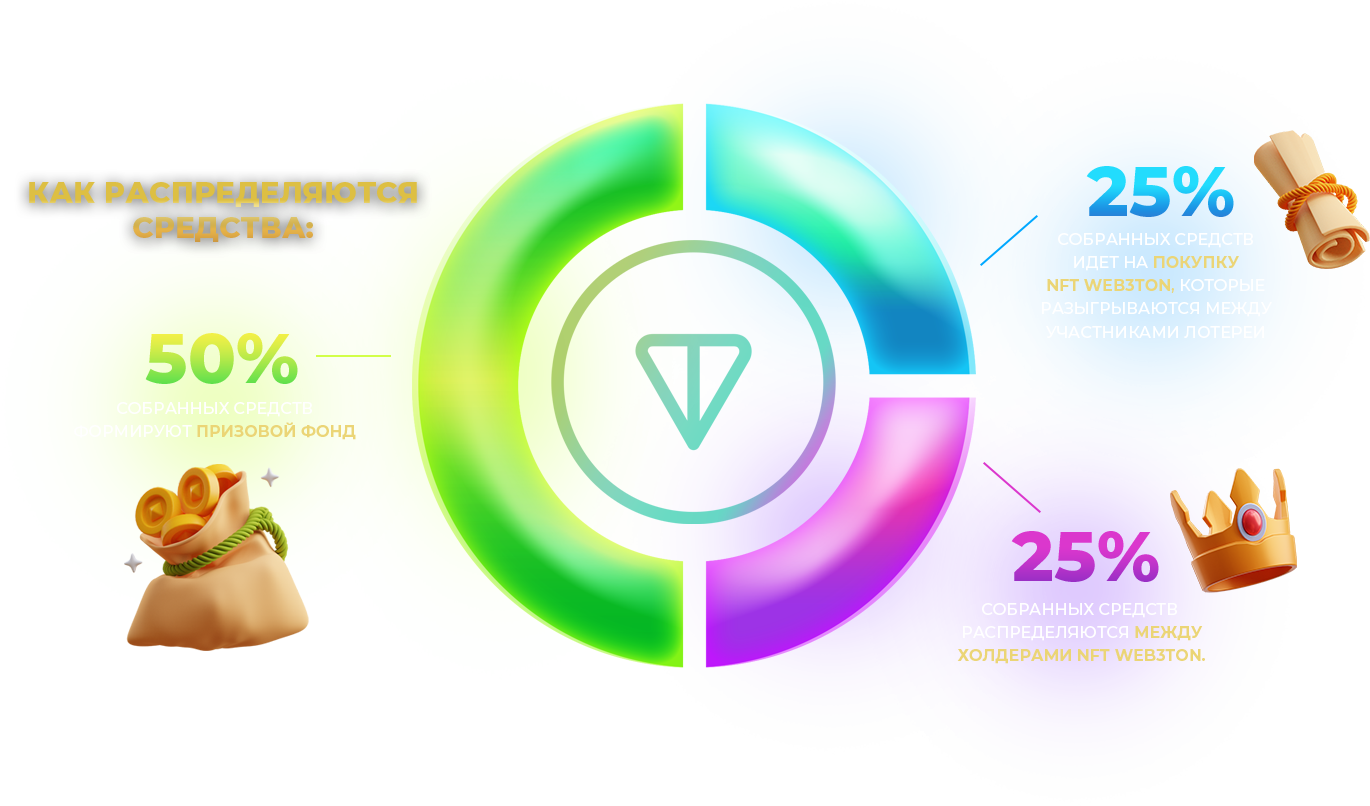 КАК РАСПРЕДЕЛЯЮТСЯ
СРЕДСТВА:
50%
СОБРАННЫХ СРЕДСТВ
ФОРМИРУЮТ ПРИЗОВОЙ ФОНД
25%
СОБРАННЫХ СРЕДСТВ
ИДЕТ НА ПОКУПКУ
NFT WEB3TON, КОТОРЫЕ
РАЗЫГРЫВАЮТСЯ МЕЖДУ
УЧАСТНИКАМИ ЛОТЕРЕИ
25%
СОБРАННЫХ СРЕДСТВ
РАСПРЕДЕЛЯЮТСЯ МЕЖДУ
ХОЛДЕРАМИ NFT WEB3TON.